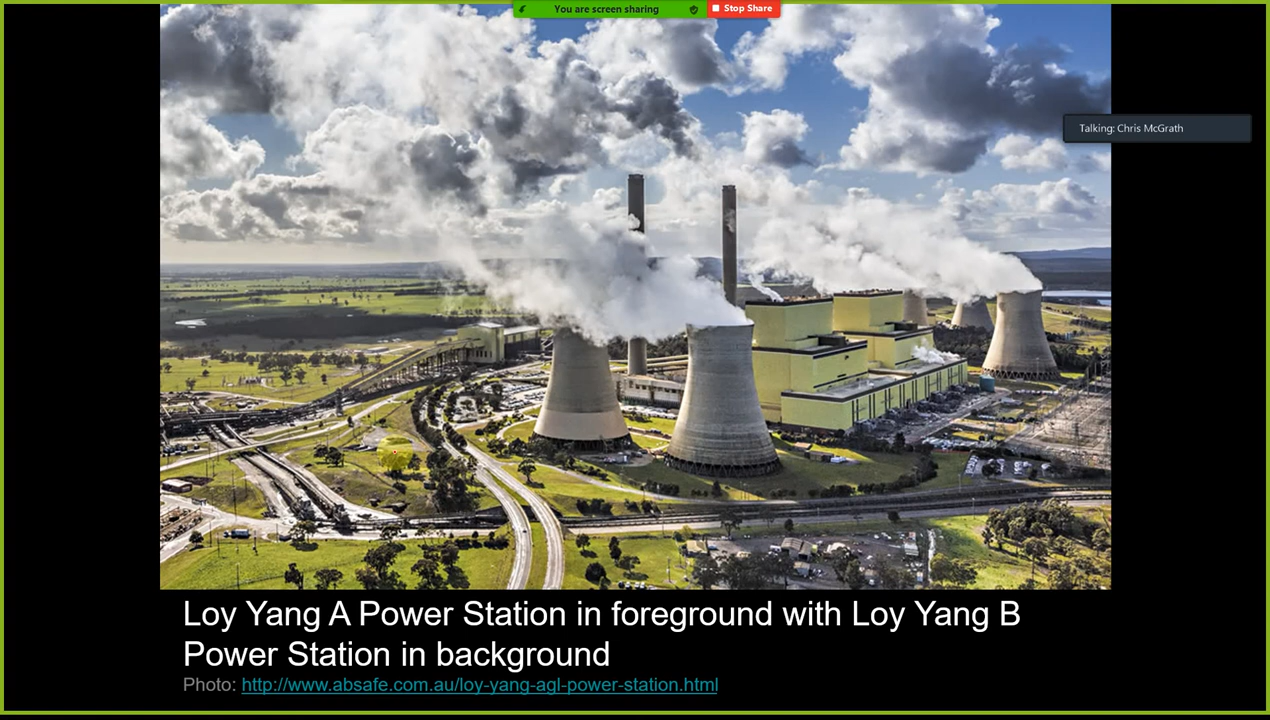 You are screen sharing
Stop Share
Talking: Chris McGrath
Loy Yang A Power Station in foreground with Loy Yang B
Power Station in background
Photo: http://www.absafe.com.au/loy-yang-agl-power-station.html